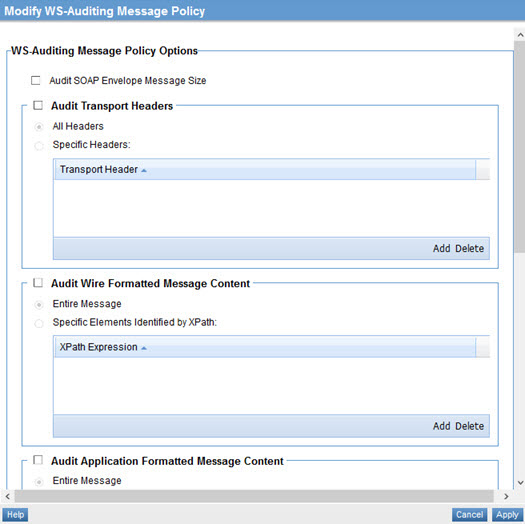 Modify WS-Auditing Message Policy
WS-Auditing Message Policy Options
Audit SOAP Envelope Message Size
Audit Transport Headers
All Headers
Specific Headers:
Transport Header
Add Delete
Audit Wire Formatted Message Content
Entire Message
Specific Elements Identified by XPath:
XPath Expression
Add Delete
Audit Application Formatted Message Content
Entire Message
Help Cancel Apply